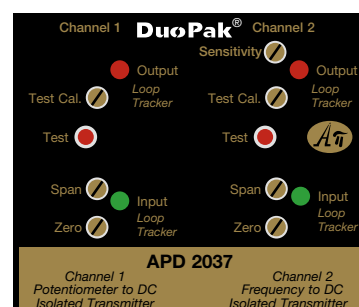 Channel 1 DuoPak® Channel 2
Sensitivity
Output Output
Test Cal. Loop Tracker Test Cal. Loop Tracker
Test Test
Span Span
Input Input
Zero Loop Tracker Zero Loop Tracker
APD 2037
Channel 1 Channel 2
Potentiometer to DC Frequency to DC
Isolated Transmitter Isolated Transmitter